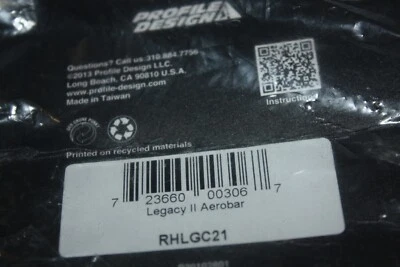 PROFILE
DESIGN
Questions? Call us:310.884.7756
©2013 Profile Design LLC.
Long Beach, CA 90810 U.S.A.
www.profile-design.com
Made in Taiwan
Instructions
Printed on recycled materials
7 23660 00306 7
Legacy II Aerobar
RHLGC21